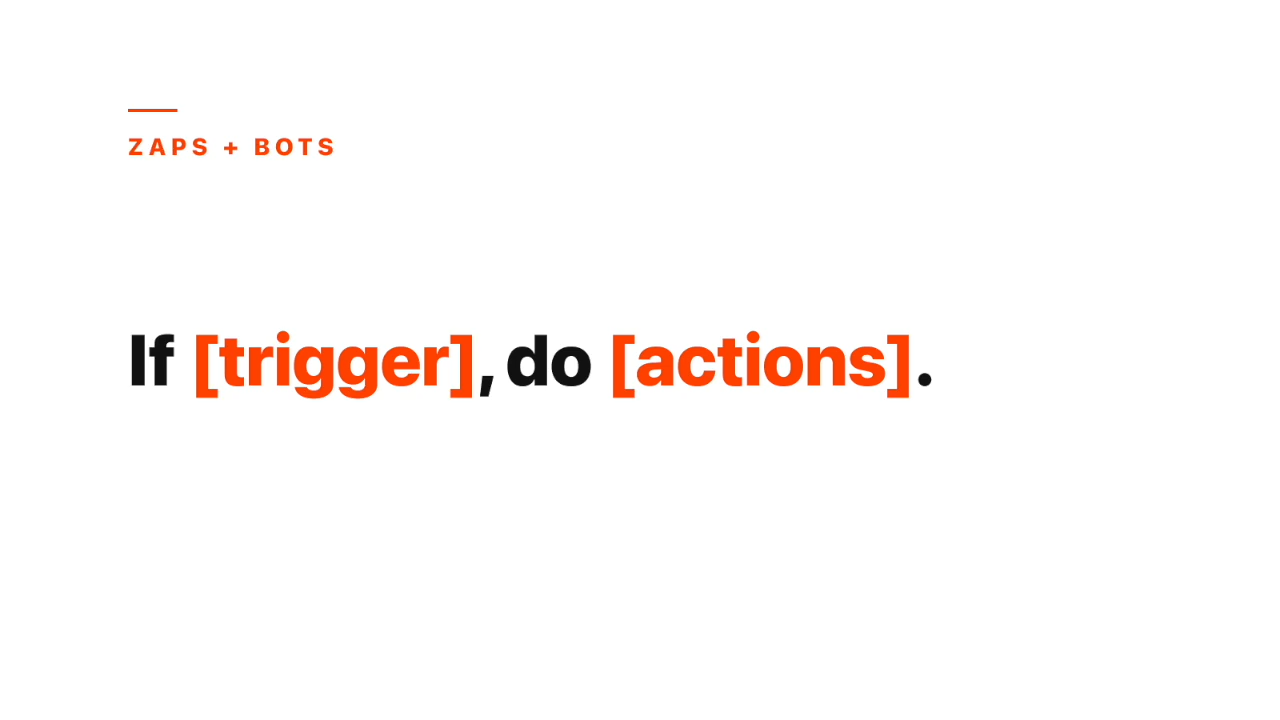 ZAPS + BOTS
If [trigger], do [actions].